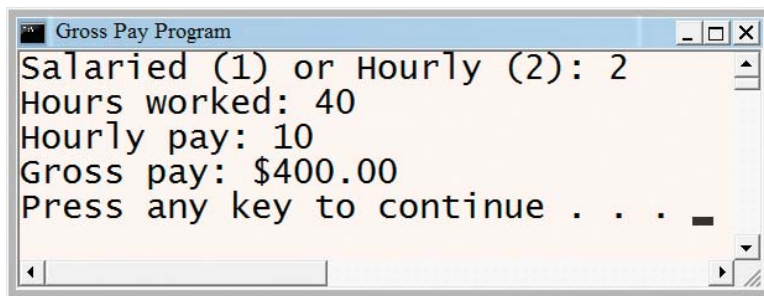 Gross Pay Program
Salaried (1) or Hourly (2): 2
Hours worked: 40
Hourly pay: 10
Gross pay: $400.00
Press any key to continue . . .